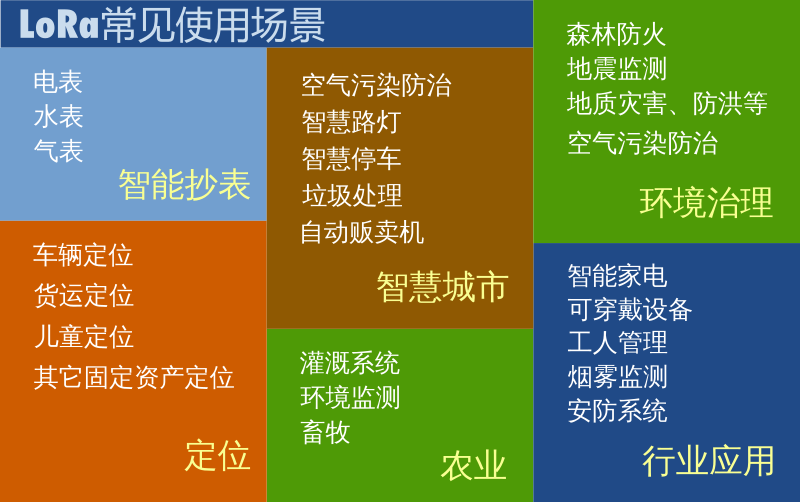 LoRa常见使用场景
电表
水表
气表
智能抄表
空气污染防治
智慧路灯
智慧停车
垃圾处理
自动贩卖机
智慧城市
森林防火
地震监测
地质灾害、防洪等
空气污染防治
环境治理
车辆定位
货运定位
儿童定位
其它固定资产定位
定位
灌溉系统
环境监测
畜牧
农业
智能家电
可穿戴设备
工人管理
烟雾监测
安防系统
行业应用